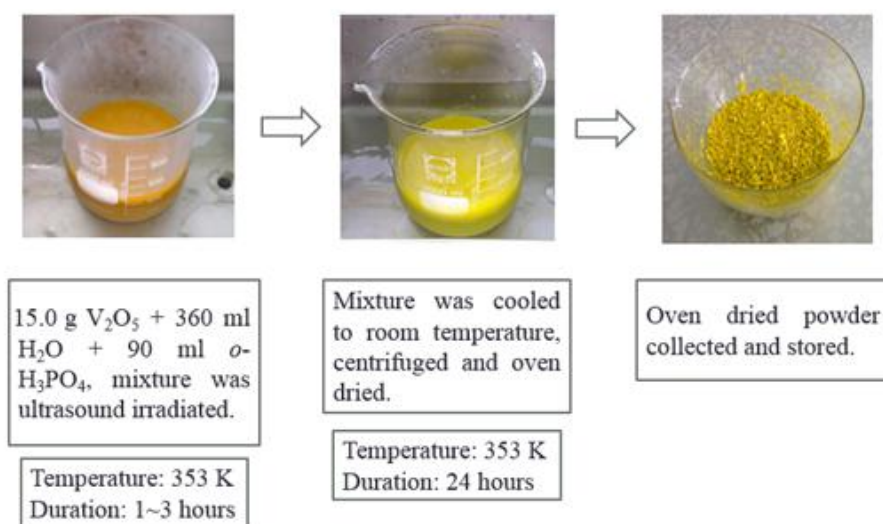 15.0 g V₂O₅ + 360 ml
H₂O + 90 ml o-
H₃PO₄, mixture was
ultrasound irradiated.
Temperature: 353 K
Duration: 1~3 hours
Mixture was cooled
to room temperature,
centrifuged and oven
dried.
Temperature: 353 K
Duration: 24 hours
Oven dried powder
collected and stored.